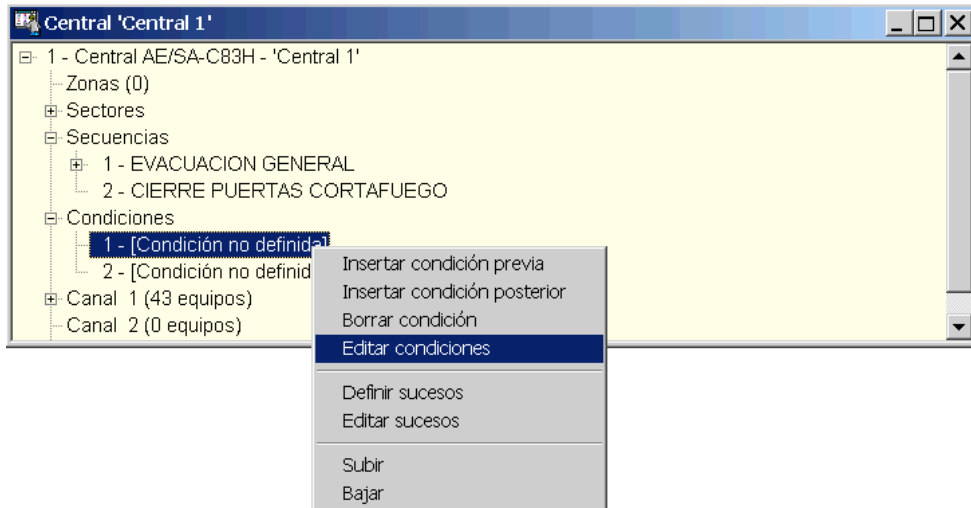 Central 'Central 1'
1 - Central AE/SA-C83H - 'Central 1'
Zonas (0)
Sectores
Secuencias
1 - EVACUACION GENERAL
2 - CIERRE PUERTAS CORTAFUEGO
Condiciones
1 - [Condición no definida]
2 - [Condición no definid
Canal 1 (43 equipos)
Canal 2 (0 equipos)
Insertar condición previa
Insertar condición posterior
Borrar condición
Editar condiciones
Definir sucesos
Editar sucesos
Subir
Bajar